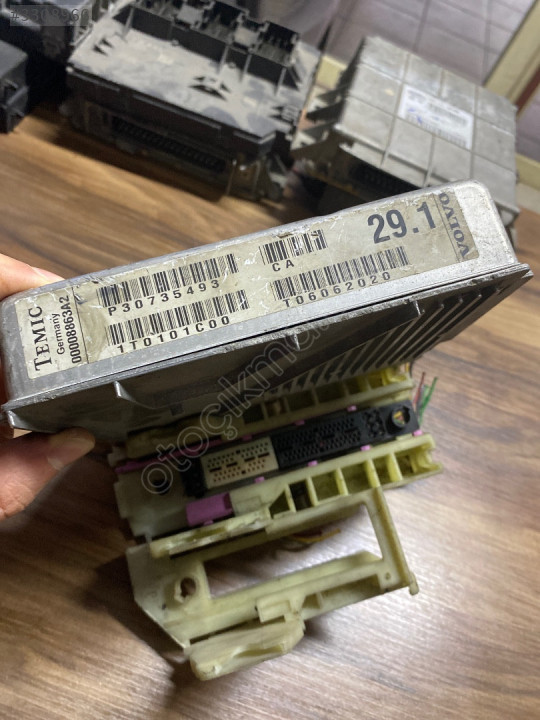 TEMIC
Germany
00008863A2
P30735493
1T0101C00
CA
T06062020
29.1
VOLVO
otoçıkma